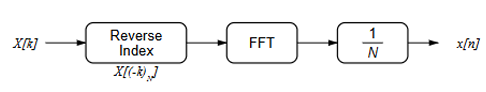 X[k]
Reverse
Index
X[(-k)N]
FFT
1
N
x[n]